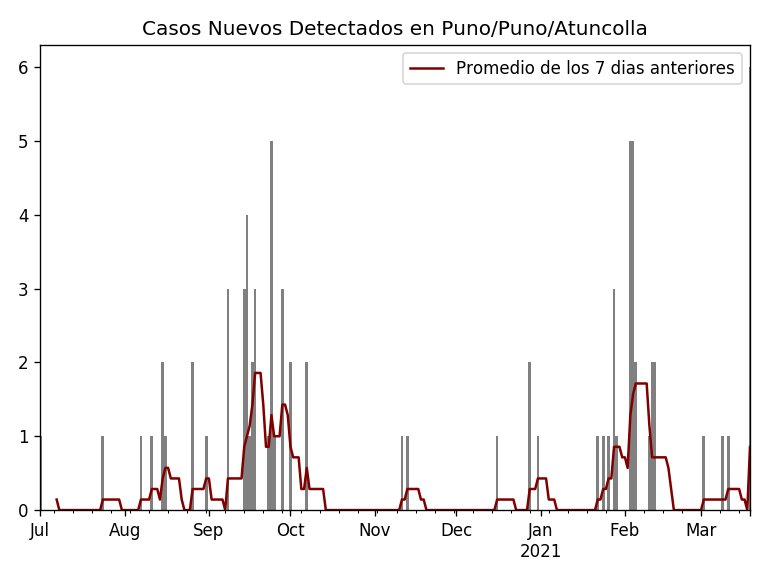 Casos Nuevos Detectados en Puno/Puno/Atuncolla
Promedio de los 7 dias anteriores
6
5
4
3
2
1
0
Jul Aug Sep Oct Nov Dec Jan Feb Mar
2021